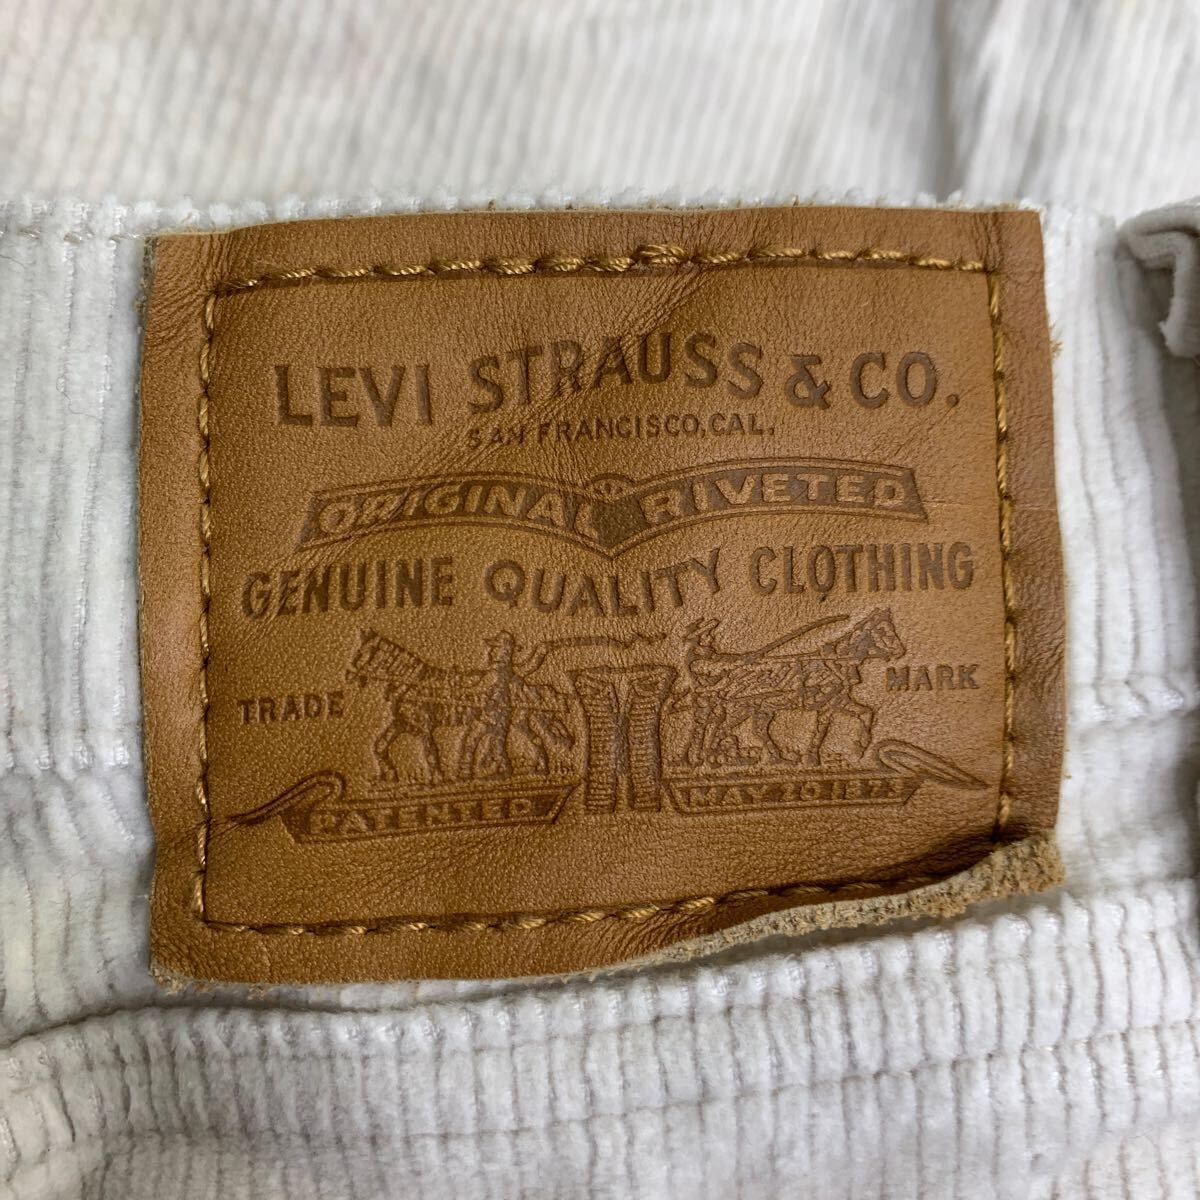 LEVI STRAUSS & CO.
SAN FRANCISCO, CAL.
ORIGINAL RIVETED
GENUINE QUALITY CLOTHING
TRADE MARK
PATENTED MAY 20 1873